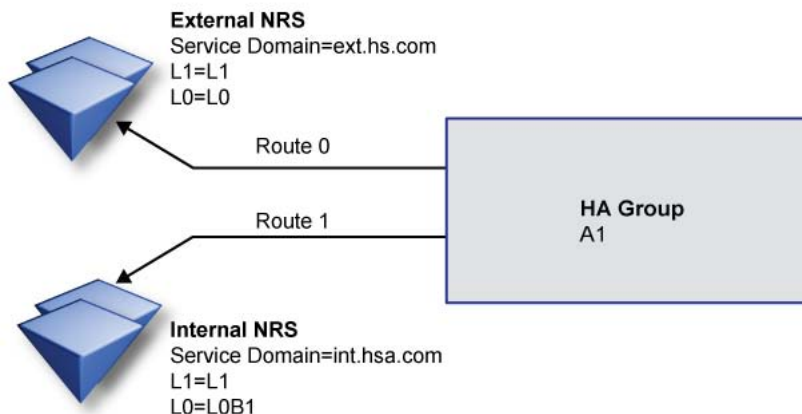 External NRS
Service Domain=ext.hs.com
L1=L1
L0=L0
Route 0
HA Group
A1
Route 1
Internal NRS
Service Domain=int.hsa.com
L1=L1
L0=L0B1